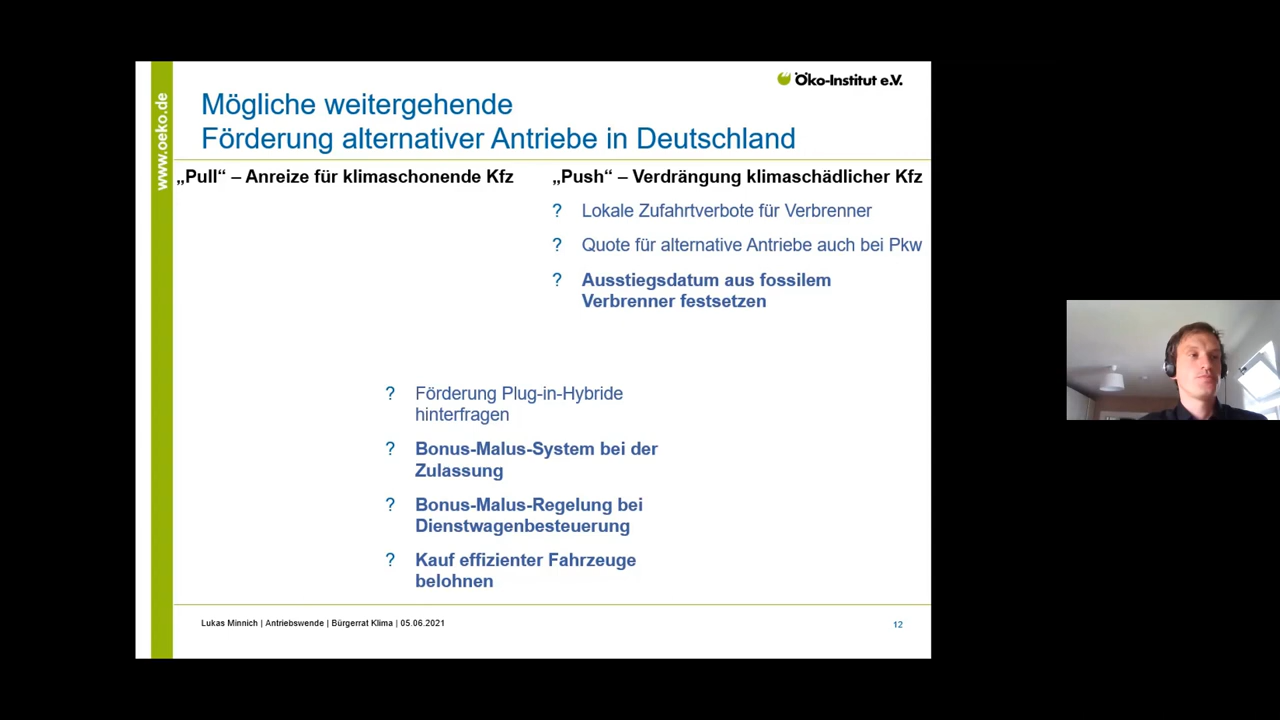 Öko-Institut e.V.
www.oeko.de
Mögliche weitergehende
Förderung alternativer Antriebe in Deutschland
„Pull“ – Anreize für klimaschonende Kfz
„Push“ – Verdrängung klimaschädlicher Kfz
? Lokale Zufahrtverbote für Verbrenner
? Quote für alternative Antriebe auch bei Pkw
? Ausstiegsdatum aus fossilem
Verbrenner festsetzen
? Förderung Plug-in-Hybride
hinterfragen
? Bonus-Malus-System bei der
Zulassung
? Bonus-Malus-Regelung bei
Dienstwagenbesteuerung
? Kauf effizienter Fahrzeuge
belohnen
Lukas Minnich | Antriebswende | Bürgerrat Klima | 05.06.2021
12